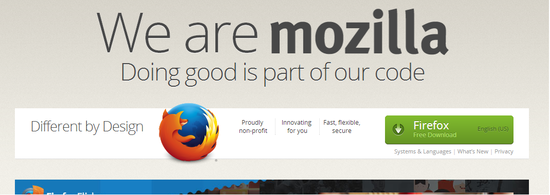 We are mozilla
Doing good is part of our code
Different by Design
Proudly
non-profit
Innovating
for you
Fast, flexible,
secure
Firefox
Free Download
English (US)
Systems & Languages | What's New | Privacy